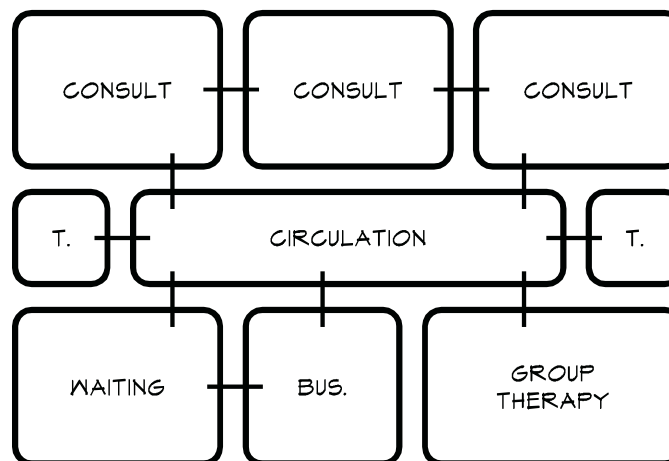 CONSULT
CONSULT
CONSULT
T.
CIRCULATION
T.
WAITING
BUS.
GROUP
THERAPY